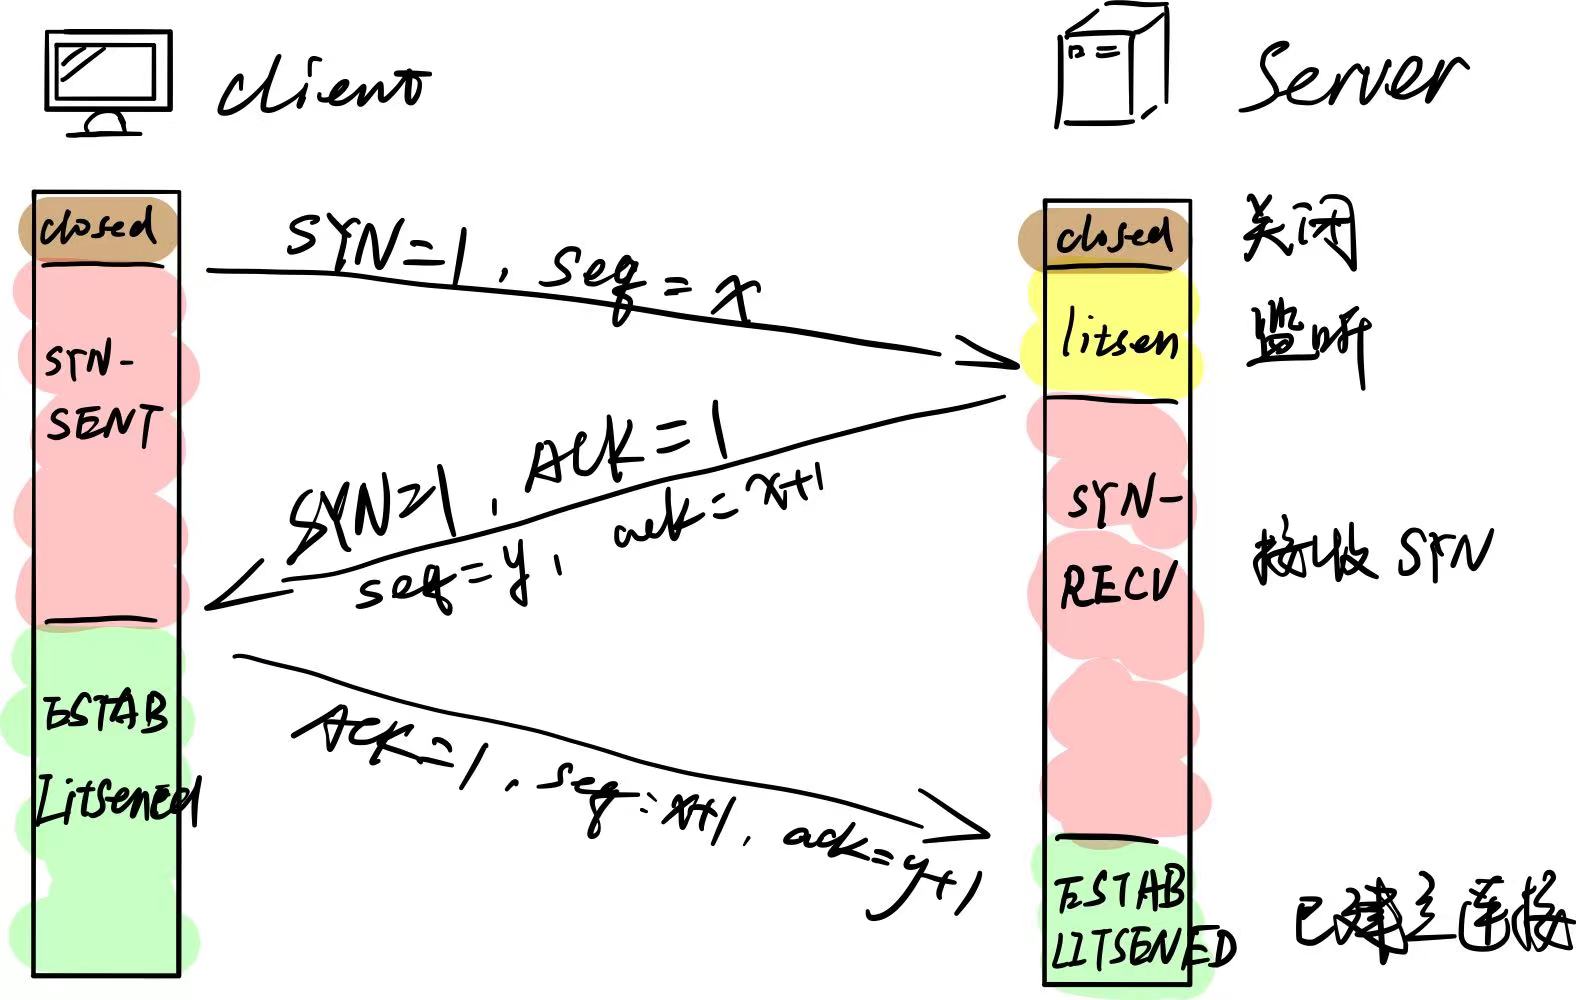 client
Server
closed
SYN=1, seq=x
closed
关闭
litsen
监听
SYN-
SENT
SYN=1, ACK=1
seq=y, ack=x+1
SYN-
RECV
接收 SYN
ESTAB
Litsened
ACK=1, seq=x+1, ack=y+1
ESTAB
LITSENED
已建立连接